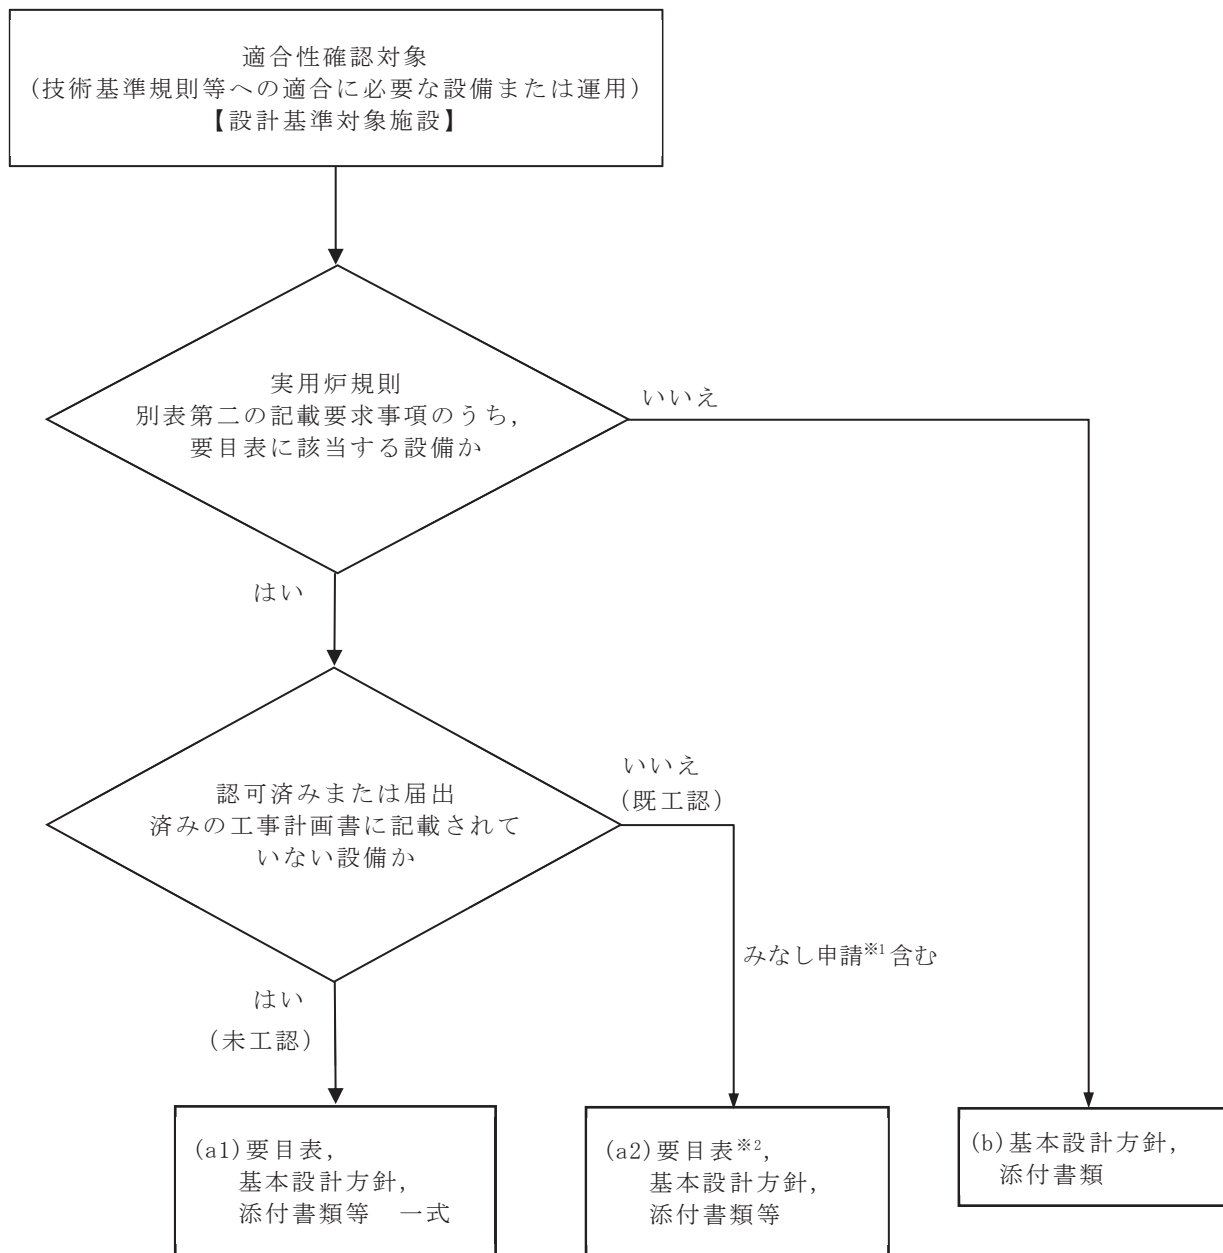 適合性確認対象
(技術基準規則等への適合に必要な設備または運用)
【設計基準対象施設】
実用炉規則
別表第二の記載要求事項のうち,
要目表に該当する設備か
いいえ
はい
認可済みまたは届出
済みの工事計画書に記載されて
いない設備か
いいえ
(既工認)
みなし申請※1含む
はい
(未工認)
(a1)要目表,
基本設計方針,
添付書類等 一式
(a2)要目表※2,
基本設計方針,
添付書類等
(b)基本設計方針,
添付書類